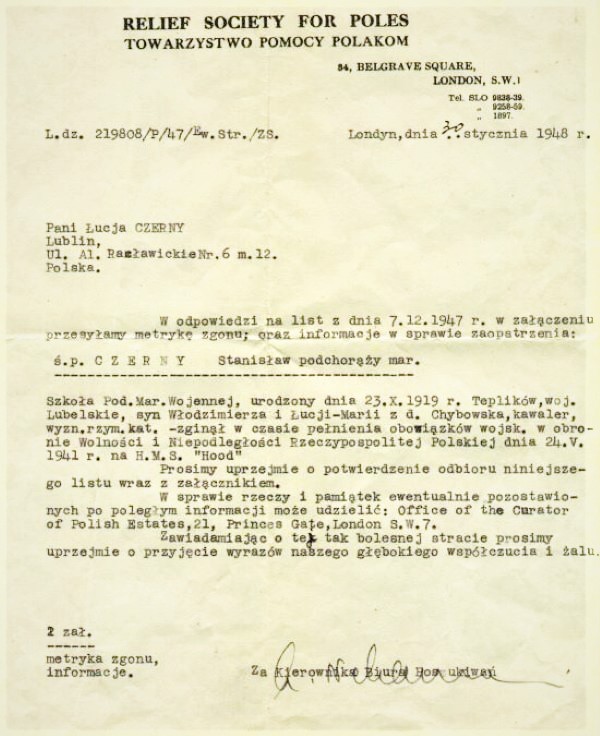 RELIEF SOCIETY FOR POLES
TOWARZYSTWO POMOCY POLAKOM
84, BELGRAVE SQUARE,
LONDON, S.W.1
Tel. SLO 9838-39.
„ 9258-59.
„ 1897.
L.dz. 219808/P/47/Ew.Str./ZS.
Londyn, dnia 30 stycznia 1948 r.
Pani Łucja CZERNY
Lublin,
Ul. Al. Racławickie Nr. 6 m.12.
Polska.
W odpowiedzi na list z dnia 7.12.1947 r. w załączeniu
przesyłamy metrykę zgonu; oraz informacje w sprawie zaopatrzenia:
ś.p. C Z E R N Y Stanisław podchorąży mar.
Szkoła Pod.Mar.Wojennej, urodzony dnia 23.X.1919 r. Teplików,woj.
Lubelskie, syn Włodzimierza i Łucji-Marii z d. Chybowska,kawaler,
wyzn.rzym.kat. -zginął w czasie pełnienia obowiązków wojsk. w obro-
nie Wolności i Niepodległości Rzeczypospolitej Polskiej dnia 24.V.
1941 r. na H.M.S. "Hood"
Prosimy uprzejmie o potwierdzenie odbioru niniejsze-
go listu wraz z załącznikiem.
W sprawie rzeczy i pamiątek ewentualnie pozostawio-
nych po poległym informacji może udzielić: Office of the Curator
of Polish Estates,21, Princes Gate,London S.W.7.
Zawiadamiając o tej tak bolesnej stracie prosimy
uprzejmie o przyjęcie wyrazów naszego głębokiego współczucia i żalu.
2 zał.
metryka zgonu,
informacje.
Za Kierownika Biura Poszukiwań